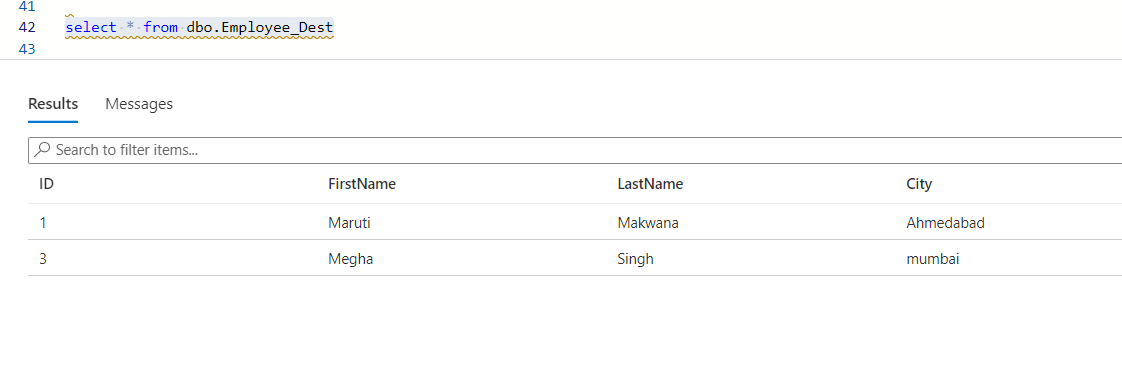 41
42 select * from dbo.Employee_Dest
43
Results Messages
Search to filter items...
ID FirstName LastName City
1 Maruti Makwana Ahmedabad
3 Megha Singh mumbai